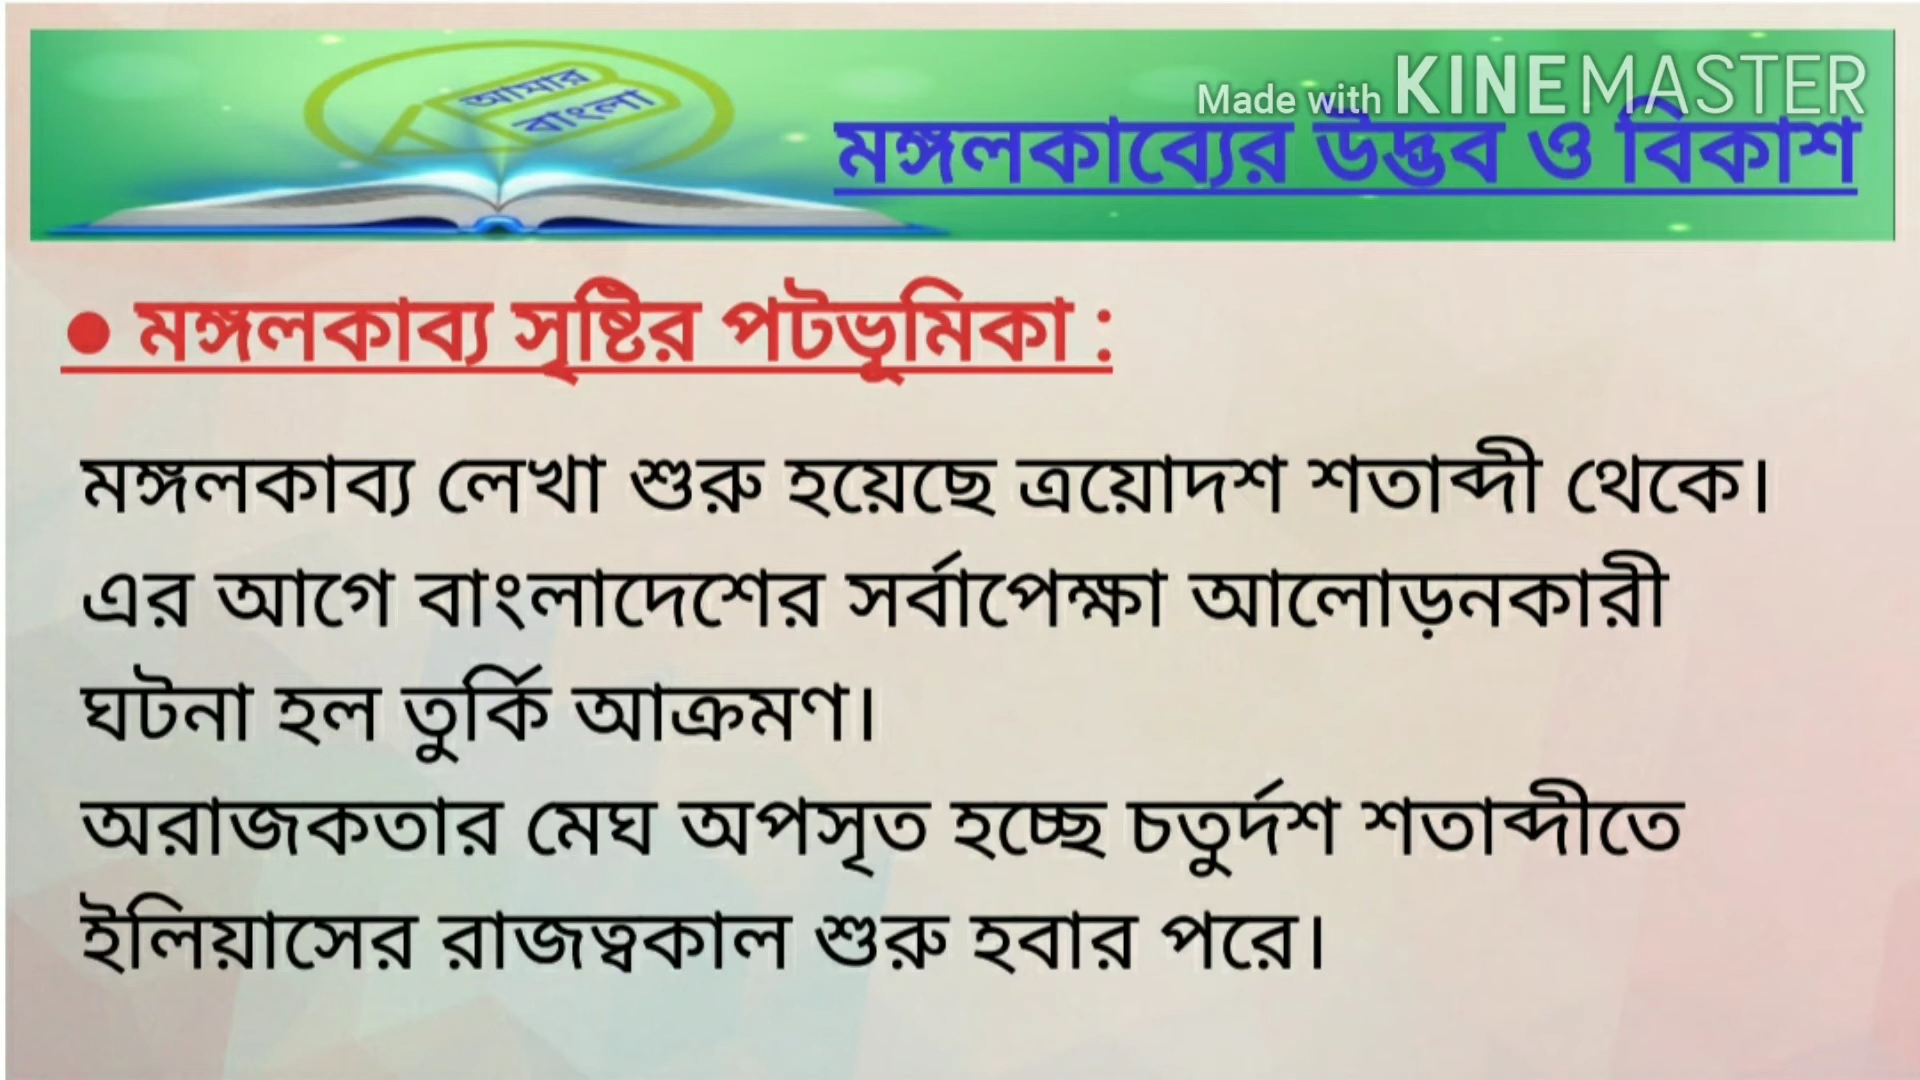 আমার
বাংলা
Made with KINEMASTER
মঙ্গলকাব্যের উদ্ভব ও বিকাশ
● মঙ্গলকাব্য সৃষ্টির পটভূমিকা :
মঙ্গলকাব্য লেখা শুরু হয়েছে ত্রয়োদশ শতাব্দী থেকে।
এর আগে বাংলাদেশের সর্বাপেক্ষা আলোড়নকারী
ঘটনা হল তুর্কি আক্রমণ।
অরাজকতার মেঘ অপসৃত হচ্ছে চতুর্দশ শতাব্দীতে
ইলিয়াসের রাজত্বকাল শুরু হবার পরে।